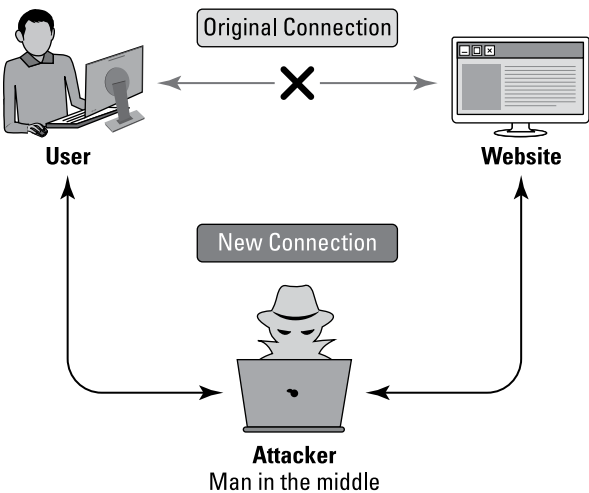 Original Connection
User
Website
New Connection
Attacker
Man in the middle